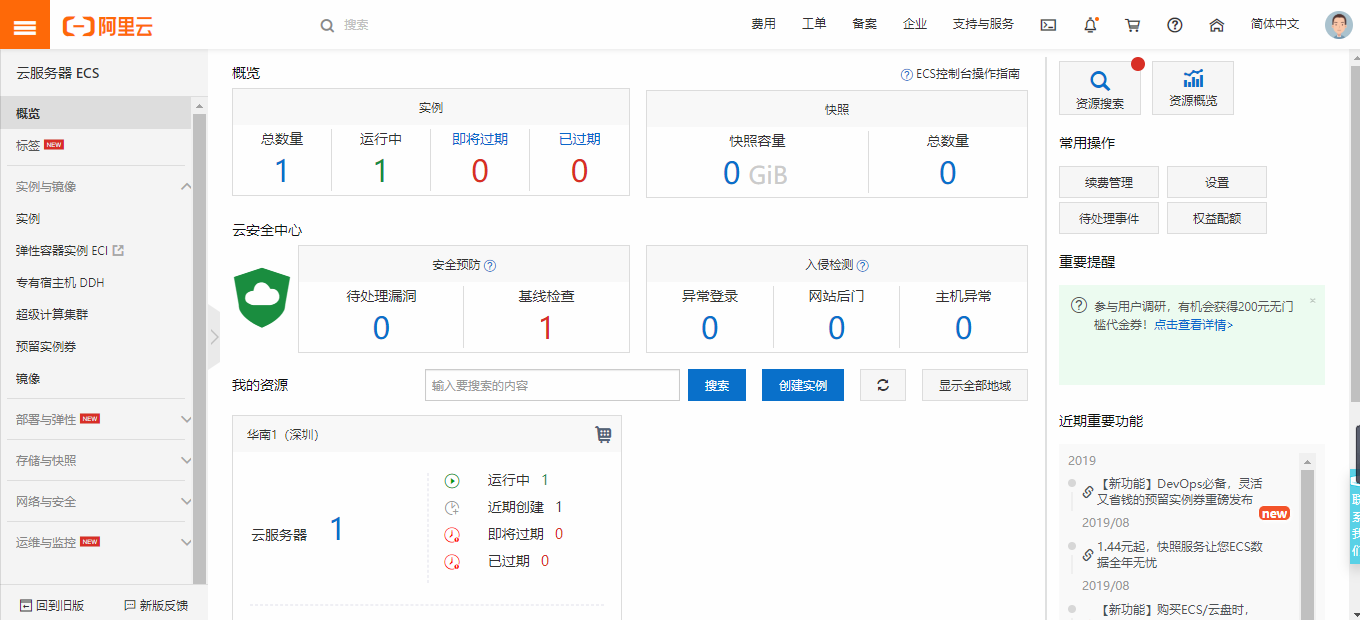 阿里云
搜索
费用
工单
备案
企业
支持与服务
简体中文
云服务器 ECS
概览
标签 NEW
实例与镜像
实例
弹性容器实例 ECI
专有宿主机 DDH
超级计算集群
预留实例券
镜像
部署与弹性 NEW
存储与快照
网络与安全
运维与监控 NEW
回到旧版
新版反馈
概览
ECS控制台操作指南
实例
总数量
运行中
即将过期
已过期
1
1
0
0
快照
快照容量
总数量
0 GiB
0
云安全中心
安全预防
待处理漏洞
基线检查
0
1
入侵检测
异常登录
网站后门
主机异常
0
0
0
我的资源
输入要搜索的内容
搜索
创建实例
显示全部地域
华南1（深圳）
云服务器
1
运行中 1
近期创建 1
即将过期 0
已过期 0
资源搜索
资源概览
常用操作
续费管理
设置
待处理事件
权益配额
重要提醒
参与用户调研，有机会获得200元无门
槛代金券！点击查看详情>
×
近期重要功能
2019
【新功能】DevOps必备，灵活
又省钱的预留实例券重磅发布
new
2019/08
1.44元起，快照服务让您ECS数
据全年无忧
2019/08
【新功能】购买ECS/云盘时，
联
系
我
们